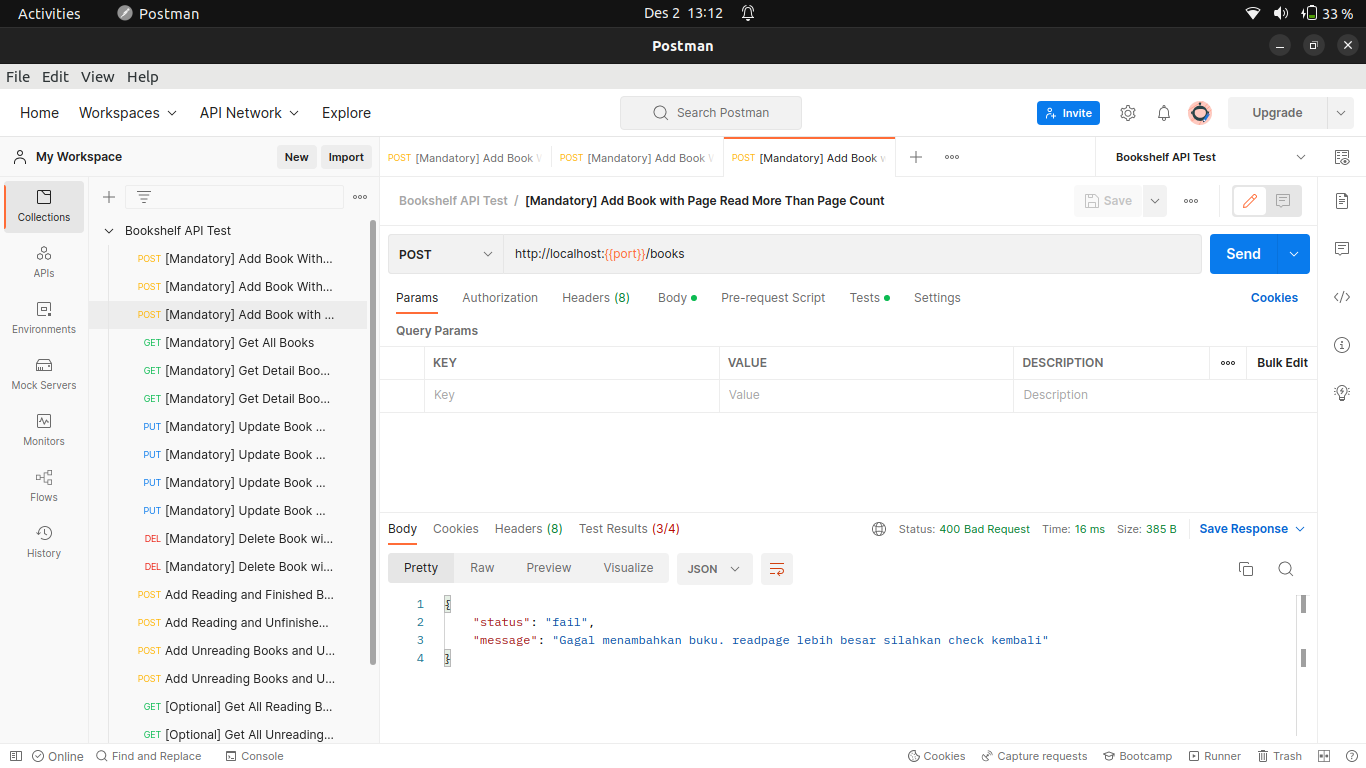 Activities Postman Des 2 13:12 33 %
Postman
File Edit View Help
Home Workspaces API Network Explore Search Postman Invite Upgrade
My Workspace New Import
POST [Mandatory] Add Book POST [Mandatory] Add Book POST [Mandatory] Add Book Bookshelf API Test
Collections
APIs
Environments
Mock Servers
Monitors
Flows
History
Bookshelf API Test
POST [Mandatory] Add Book With...
POST [Mandatory] Add Book With...
POST [Mandatory] Add Book with ...
GET [Mandatory] Get All Books
GET [Mandatory] Get Detail Boo...
GET [Mandatory] Get Detail Boo...
PUT [Mandatory] Update Book ...
PUT [Mandatory] Update Book ...
PUT [Mandatory] Update Book ...
PUT [Mandatory] Update Book ...
DEL [Mandatory] Delete Book wi...
DEL [Mandatory] Delete Book wi...
POST Add Reading and Finished B...
POST Add Reading and Unfinishe...
POST Add Unreading Books and U...
POST Add Unreading Books and U...
GET [Optional] Get All Reading B...
GET [Optional] Get All Unreading...
Bookshelf API Test / [Mandatory] Add Book with Page Read More Than Page Count Save
POST http://localhost:{{port}}/books Send
Params Authorization Headers (8) Body Pre-request Script Tests Settings Cookies
Query Params
KEY VALUE DESCRIPTION Bulk Edit
Key Value Description
Body Cookies Headers (8) Test Results (3/4) Status: 400 Bad Request Time: 16 ms Size: 385 B Save Response
Pretty Raw Preview Visualize JSON
1 {
2 "status": "fail",
3 "message": "Gagal menambahkan buku. readpage lebih besar silahkan check kembali"
4 }
Online Find and Replace Console Cookies Capture requests Bootcamp Runner Trash